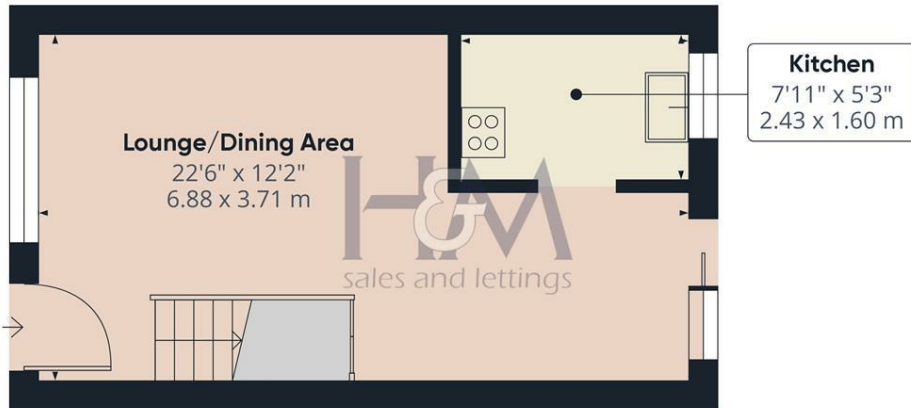 Lounge/Dining Area
22'6" x 12'2"
6.88 x 3.71 m
Kitchen
7'11" x 5'3"
2.43 x 1.60 m
H&M
sales and lettings